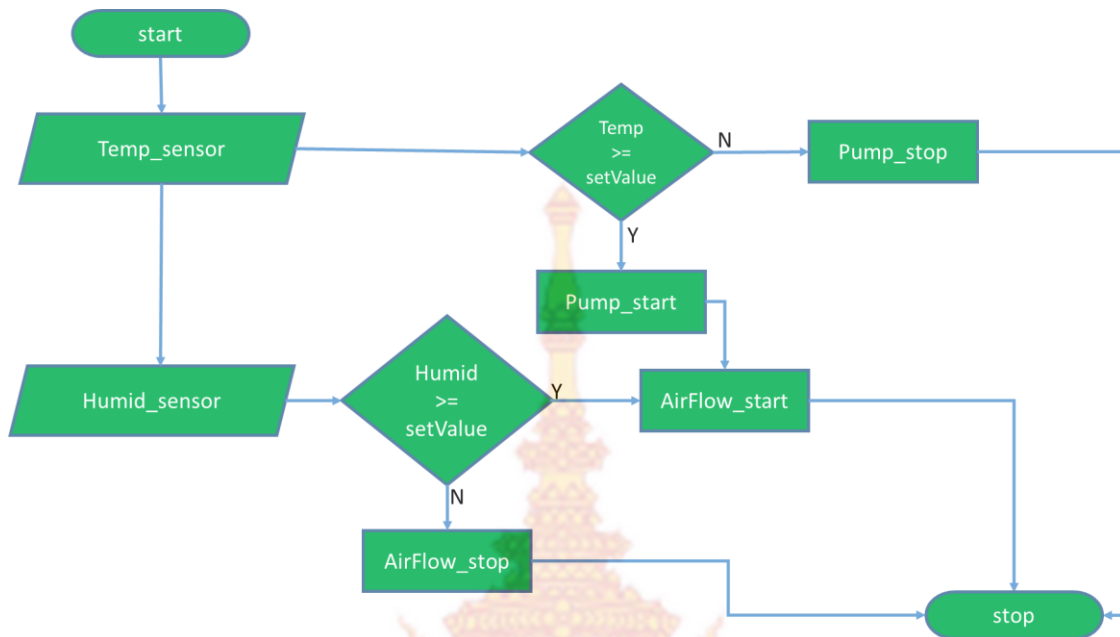 start
Temp_sensor
Temp
>=
setValue
N
Pump_stop
Y
Pump_start
Humid_sensor
Humid
>=
setValue
Y
AirFlow_start
N
AirFlow_stop
stop